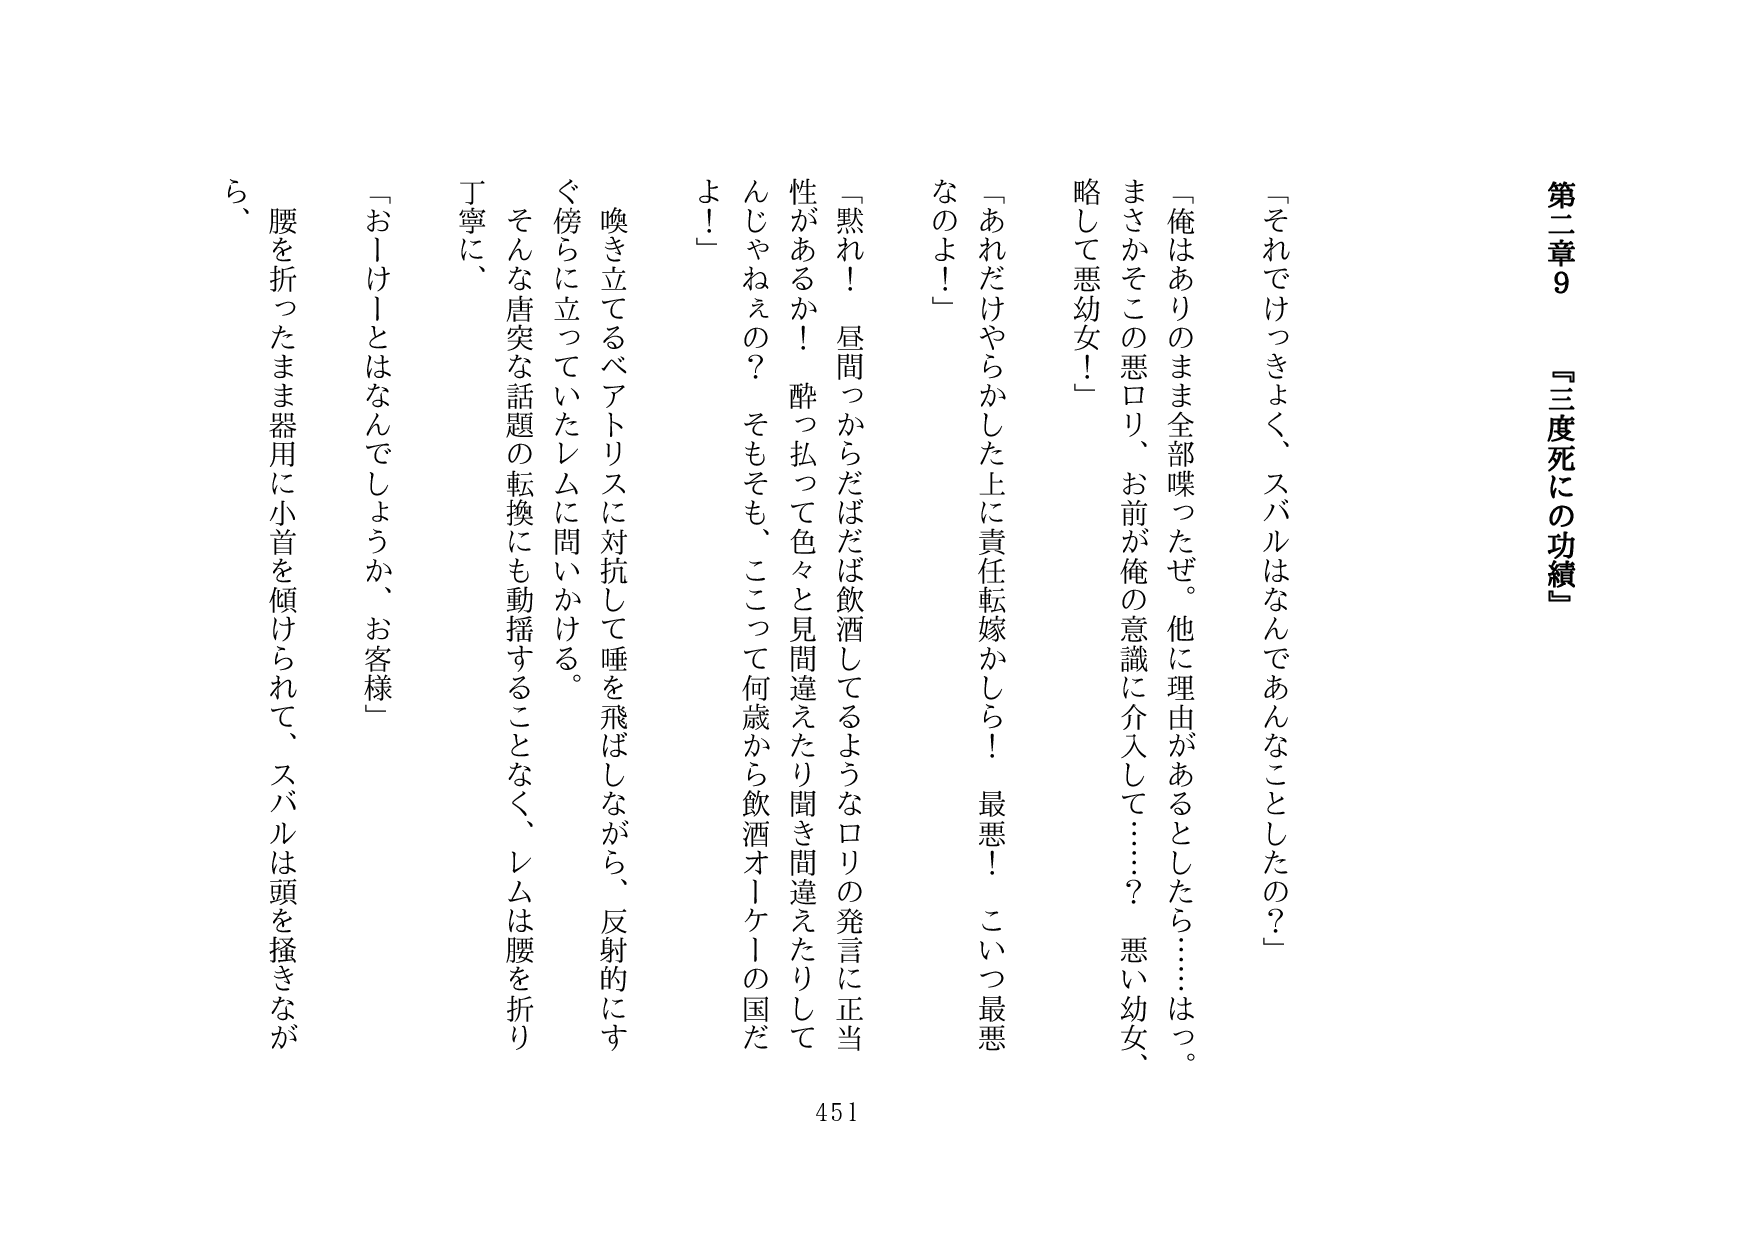 第二章９　　『三度死にの功績』
「それでけっきょく、スバルはなんであんなことしたの？」
「俺はありのまま全部喋ったぜ。他に理由があるとしたら……はっ。
まさかそこの悪ロリ、お前が俺の意識に介入して……？　悪い幼女、
略して悪幼女！」
「あれだけやらかした上に責任転嫁かしら！　最悪！　こいつ最悪
なのよ！」
「黙れ！　昼間っからだばだば飲酒してるようなロリの発言に正当
性があるか！　酔っ払って色々と見間違えたり聞き間違えたりして
んじゃねぇの？　そもそも、ここって何歳から飲酒オーケーの国だ
よ！」
　喚き立てるベアトリスに対抗して唾を飛ばしながら、反射的にす
ぐ傍らに立っていたレムに問いかける。
　そんな唐突な話題の転換にも動揺することなく、レムは腰を折り
丁寧に、
「おーけーとはなんでしょうか、お客様」
　腰を折ったまま器用に小首を傾けられて、スバルは頭を掻きなが
ら、
451